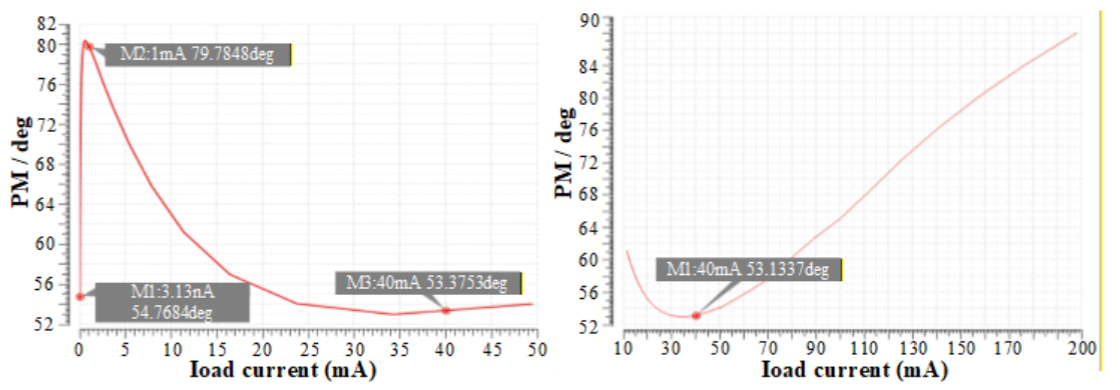 82
80
76
72
68
64
60
56
52
PM / deg
M2:1mA 79.7848deg
M1:3.13nA
54.7684deg
M3:40mA 53.3753deg
0 5 10 15 20 25 30 35 40 45 50
Ioad current (mA)
90
88
84
80
76
72
68
64
60
56
52
PM / deg
M1:40mA 53.1337deg
10 30 50 70 90 110 130 150 170 200
Ioad current (mA)